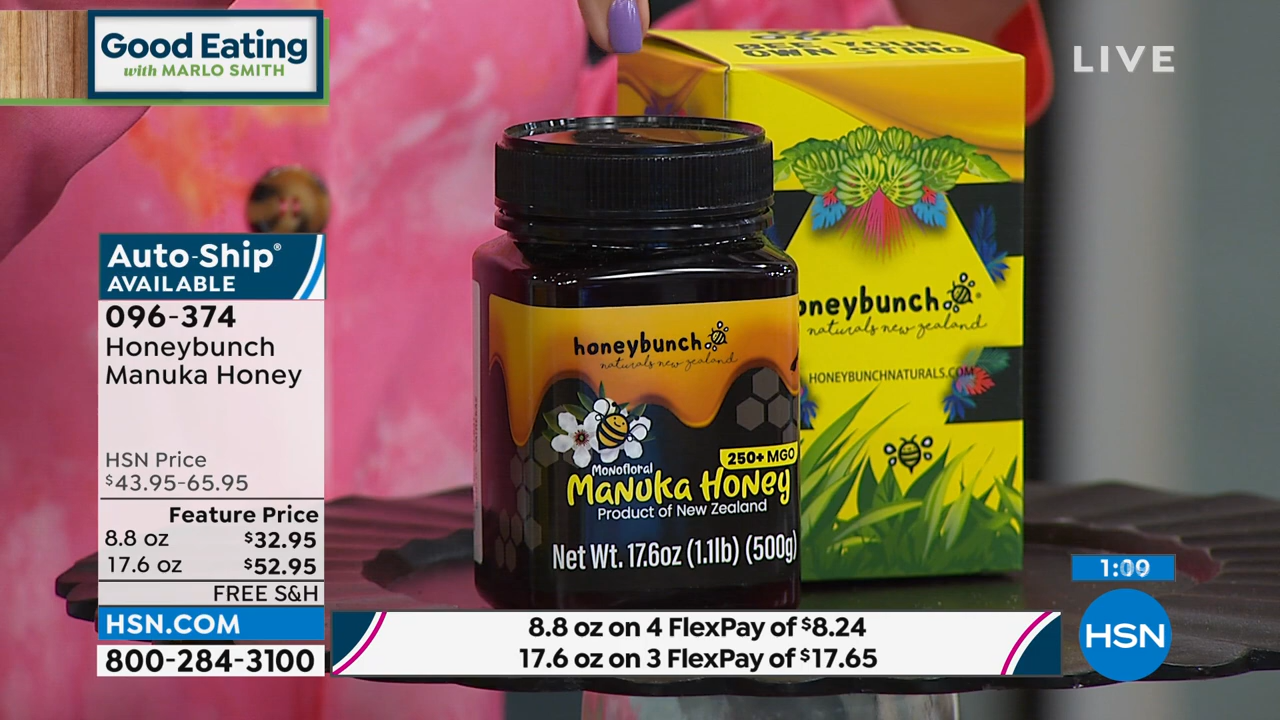 Good Eating
with MARLO SMITH
LIVE
BEE YOUR
OWN STING
Auto-Ship®
AVAILABLE
096-374
Honeybunch
Manuka Honey
HSN Price
$43.95-65.95
Feature Price
8.8 oz $32.95
17.6 oz $52.95
FREE S&H
HSN.COM
800-284-3100
honeybunch
naturals new zealand
250+ MGO
Monofloral
Manuka Honey
Product of New Zealand
Net Wt. 17.6oz (1.1lb) (500g)
oneybunch®
naturals new zealand
HONEYBUNCHNATURALS.COM
8.8 oz on 4 FlexPay of $8.24
17.6 oz on 3 FlexPay of $17.65
HSN